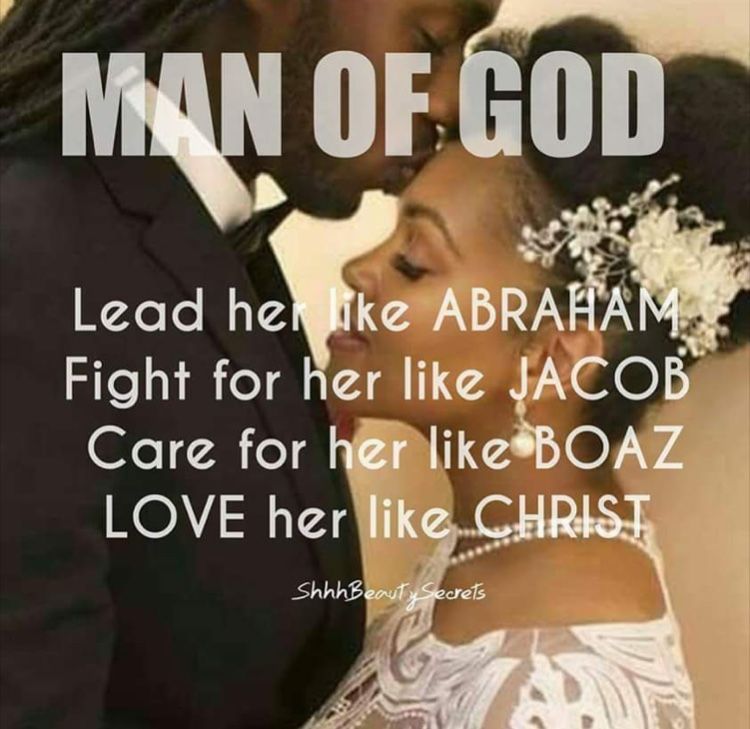 MAN OF GOD
Lead her like ABRAHAM
Fight for her like JACOB
Care for her like BOAZ
LOVE her like CHRIST
ShhhBeautySecrets